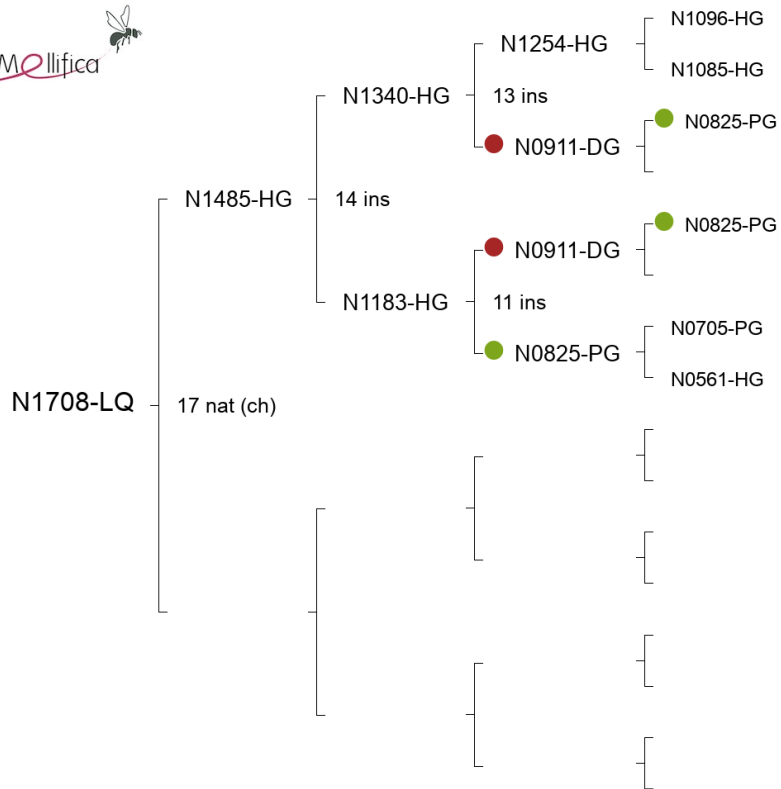 Mellifica
N1096-HG
N1254-HG
N1085-HG
N1340-HG
13 ins
N0825-PG
N0911-DG
N1485-HG
14 ins
N0825-PG
N0911-DG
N1183-HG
11 ins
N0705-PG
N0825-PG
N0561-HG
N1708-LQ
17 nat (ch)